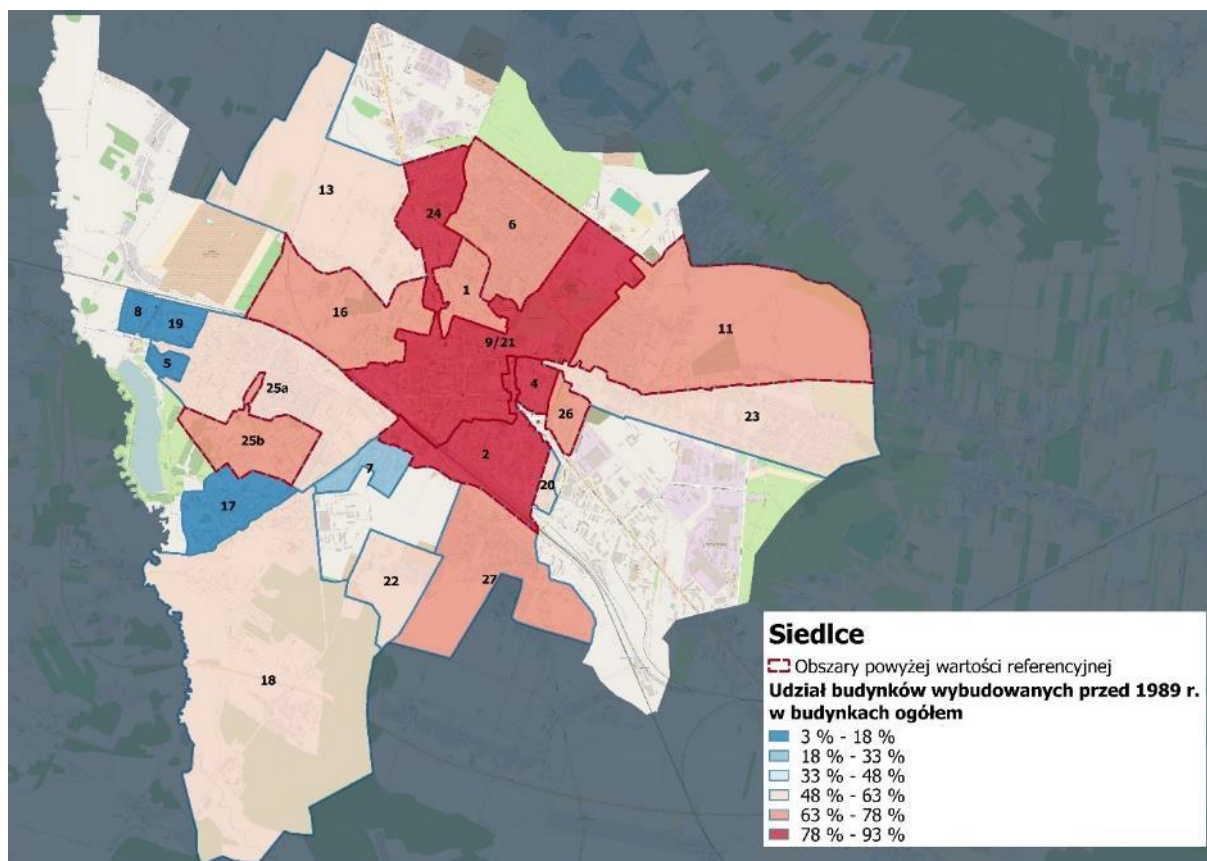 13
24
6
1
16
8
19
9/21
11
5
25a
4
26
23
25b
2
7
20
17
22
27
18
Siedlce
Obszary powyżej wartości referencyjnej
Udział budynków wybudowanych przed 1989 r.
w budynkach ogółem
3 % - 18 %
18 % - 33 %
33 % - 48 %
48 % - 63 %
63 % - 78 %
78 % - 93 %